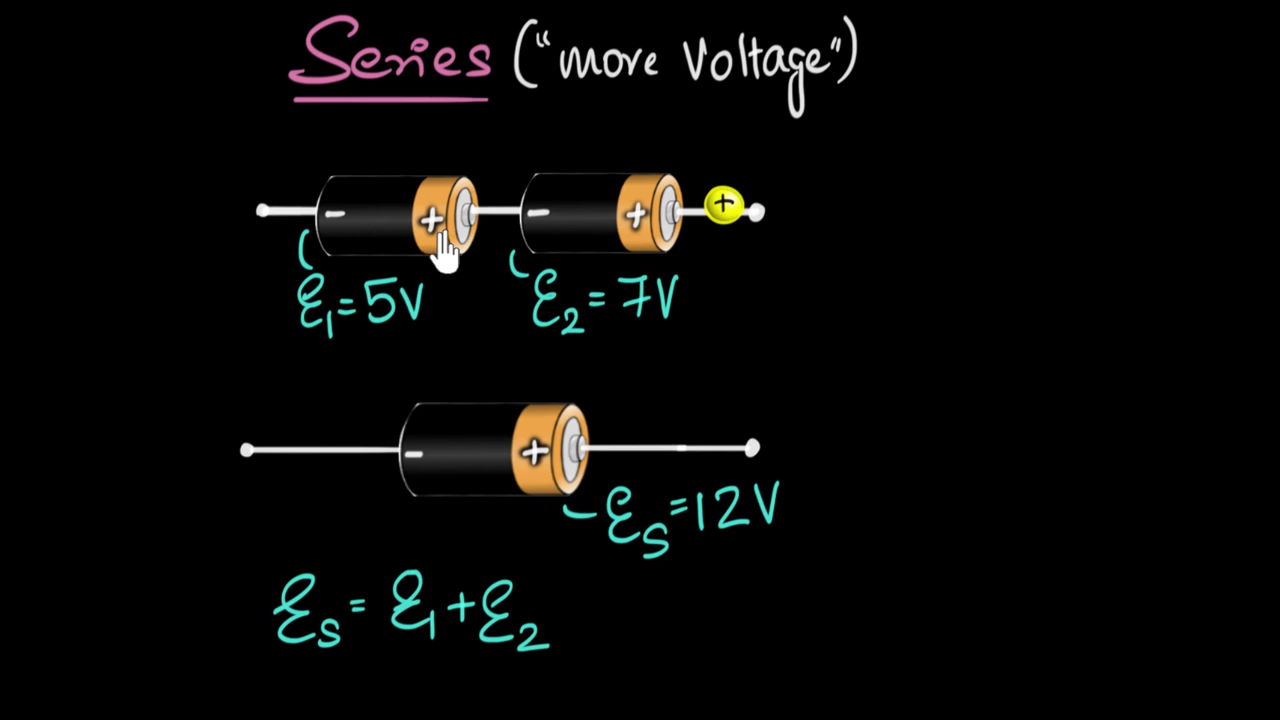 Series ("more Voltage")
- + - + +
ℰ₁=5V ℰ₂=7V
- +
ℰₛ=12V
ℰₛ=ℰ₁+ℰ₂